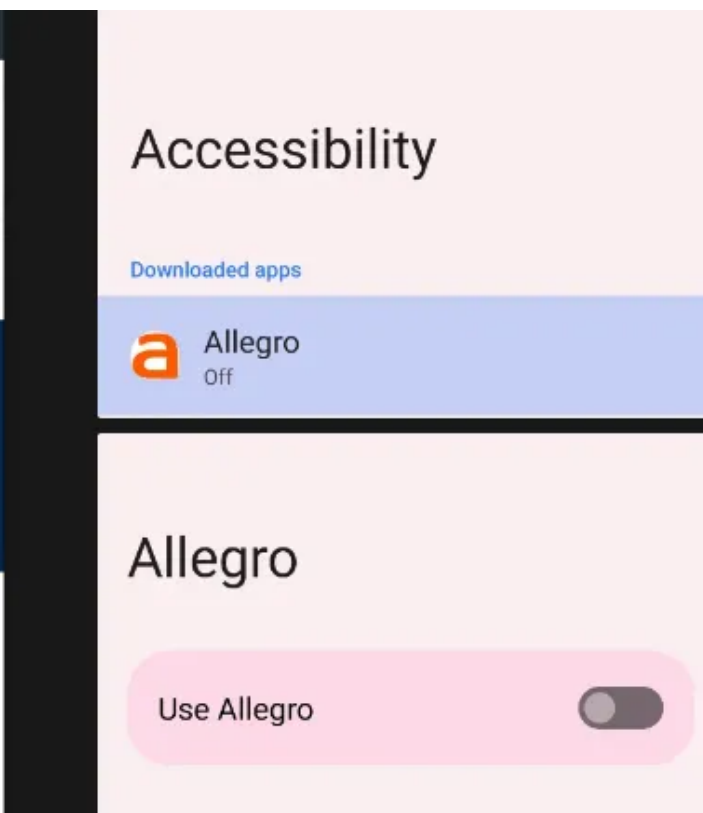 Accessibility
Downloaded apps
Allegro
Off
Allegro
Use Allegro